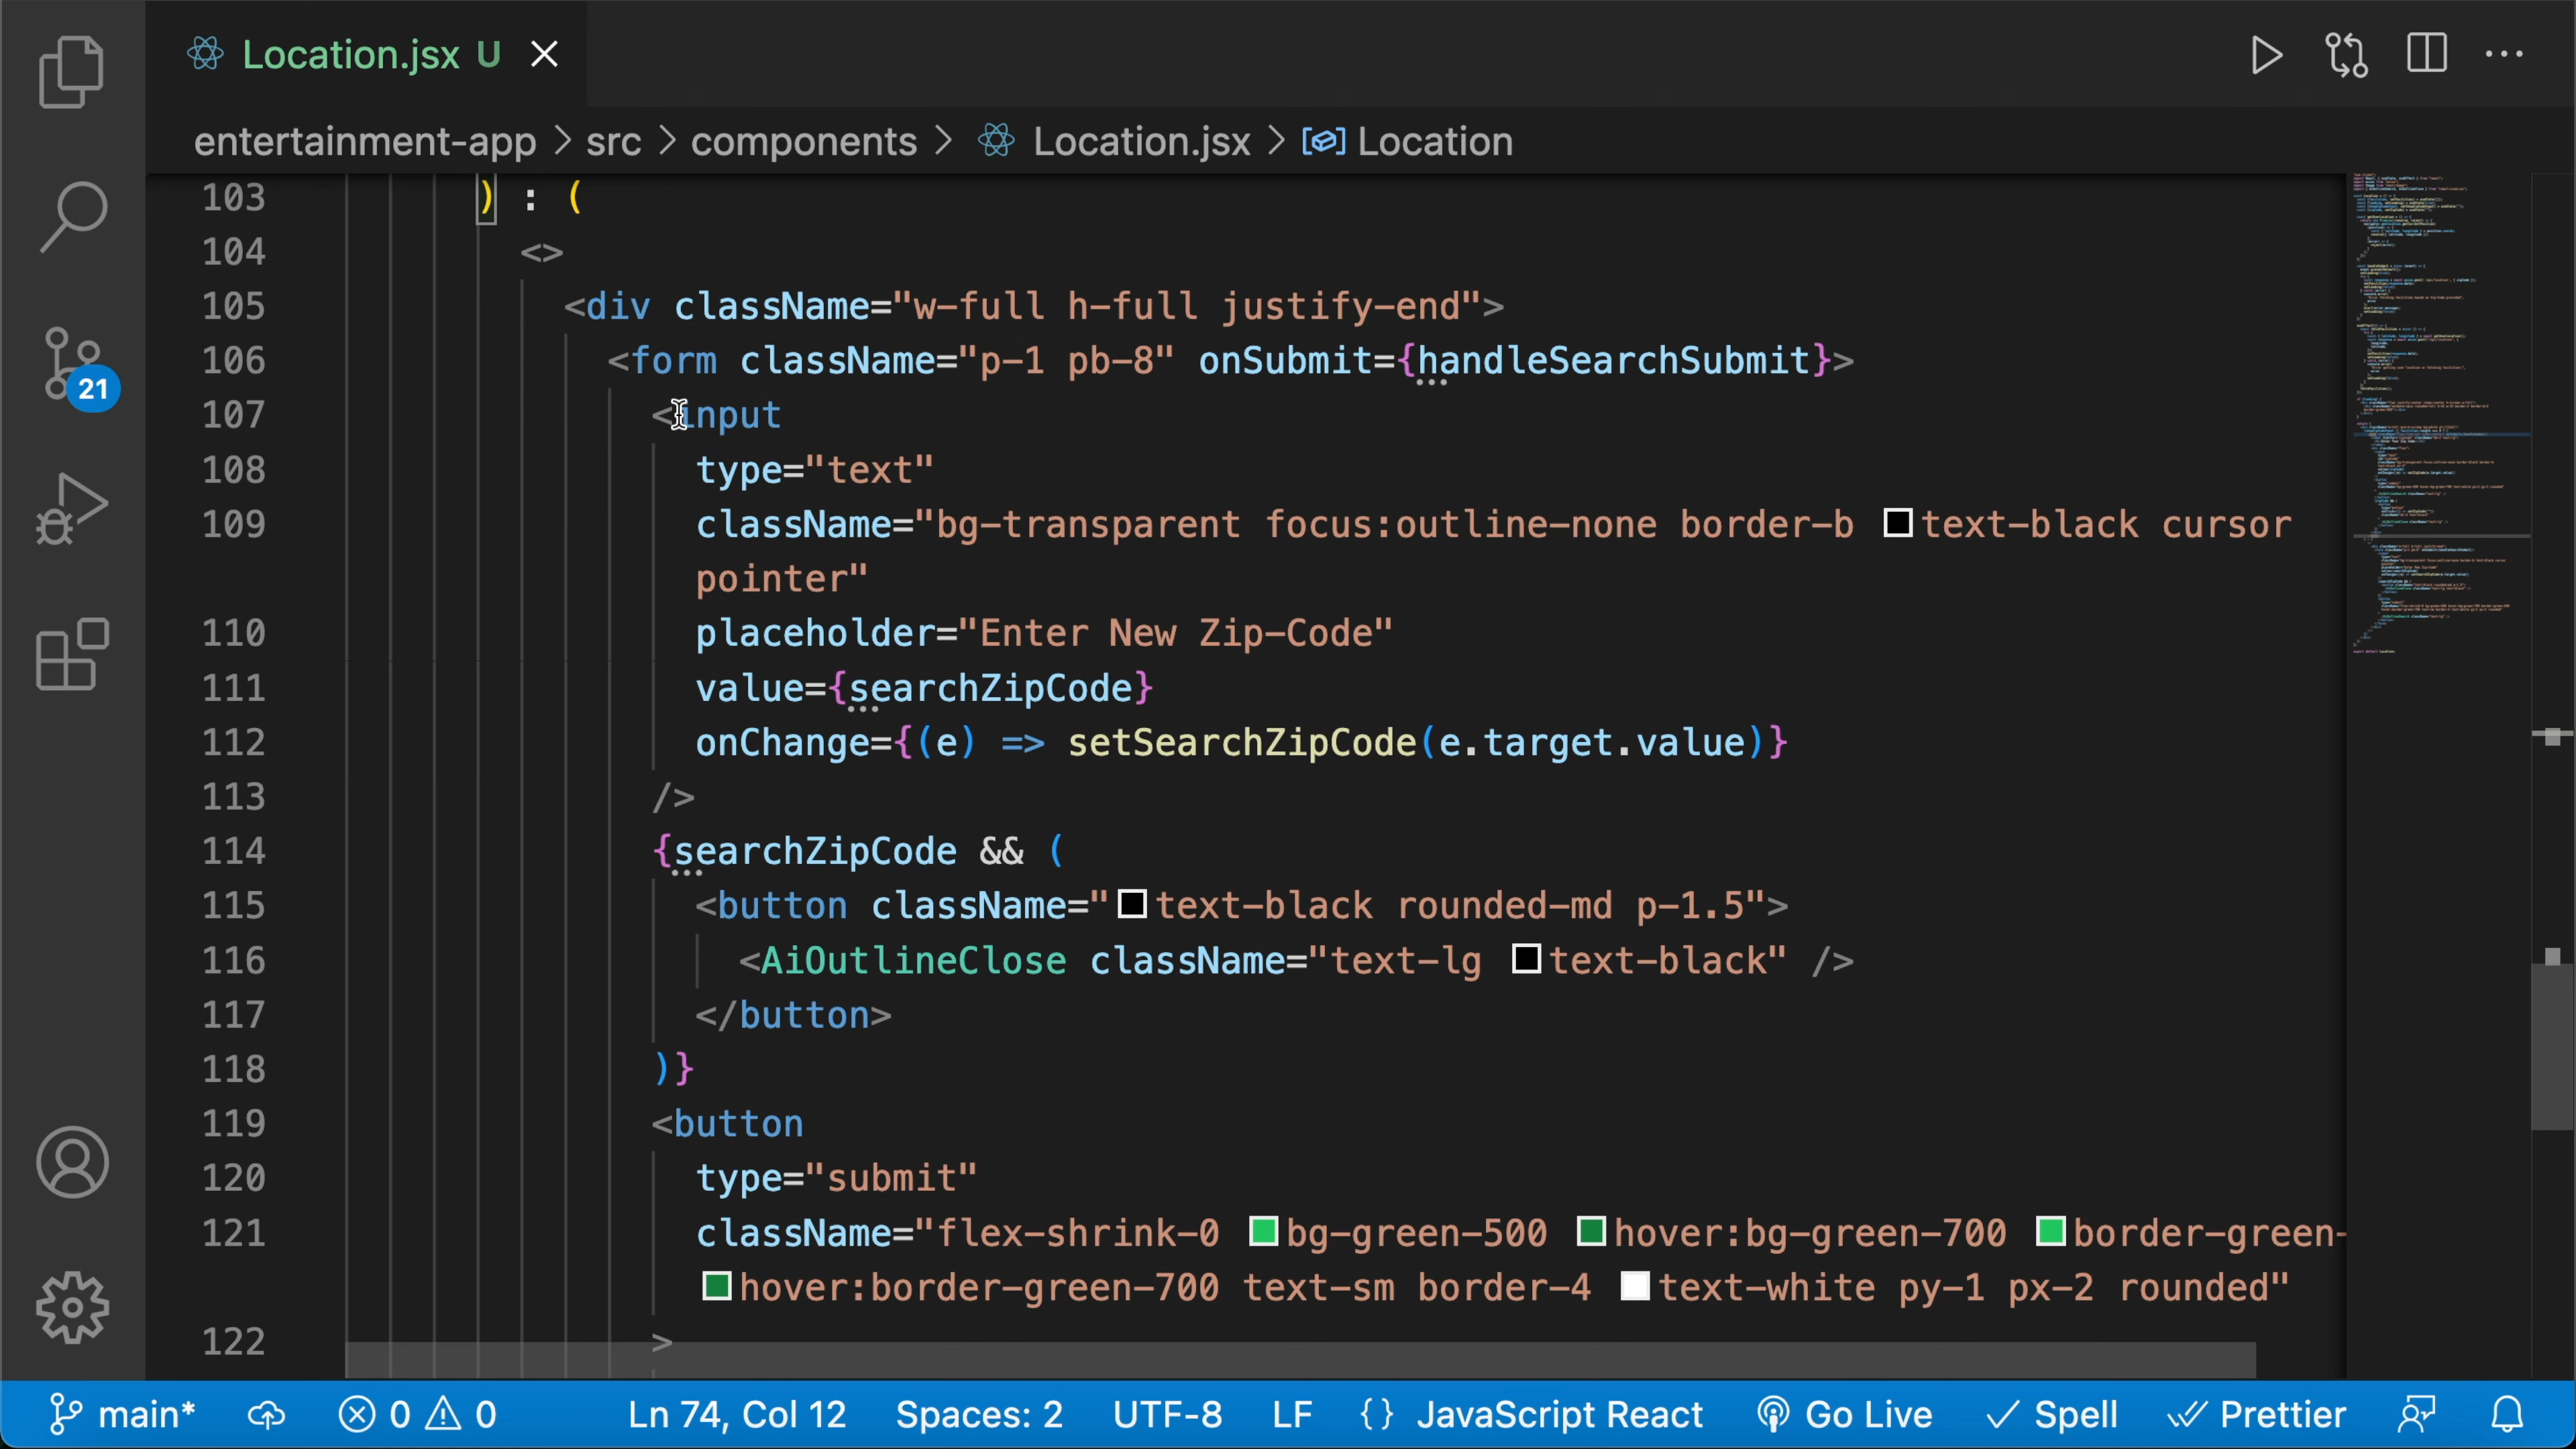 Location.jsx U
entertainment-app > src > components > Location.jsx > Location
103 ) : (
104 <>
105 <div className="w-full h-full justify-end">
106 <form className="p-1 pb-8" onSubmit={handleSearchSubmit}>
107 <input
108 type="text"
109 className="bg-transparent focus:outline-none border-b text-black cursor
pointer"
110 placeholder="Enter New Zip-Code"
111 value={searchZipCode}
112 onChange={(e) => setSearchZipCode(e.target.value)}
113 />
114 {searchZipCode && (
115 <button className="text-black rounded-md p-1.5">
116 <AiOutlineClose className="text-lg text-black" />
117 </button>
118 )}
119 <button
120 type="submit"
121 className="flex-shrink-0 bg-green-500 hover:bg-green-700 border-green-
hover:border-green-700 text-sm border-4 text-white py-1 px-2 rounded"
122 >
21
main* 0 0 Ln 74, Col 12 Spaces: 2 UTF-8 LF {} JavaScript React Go Live Spell Prettier